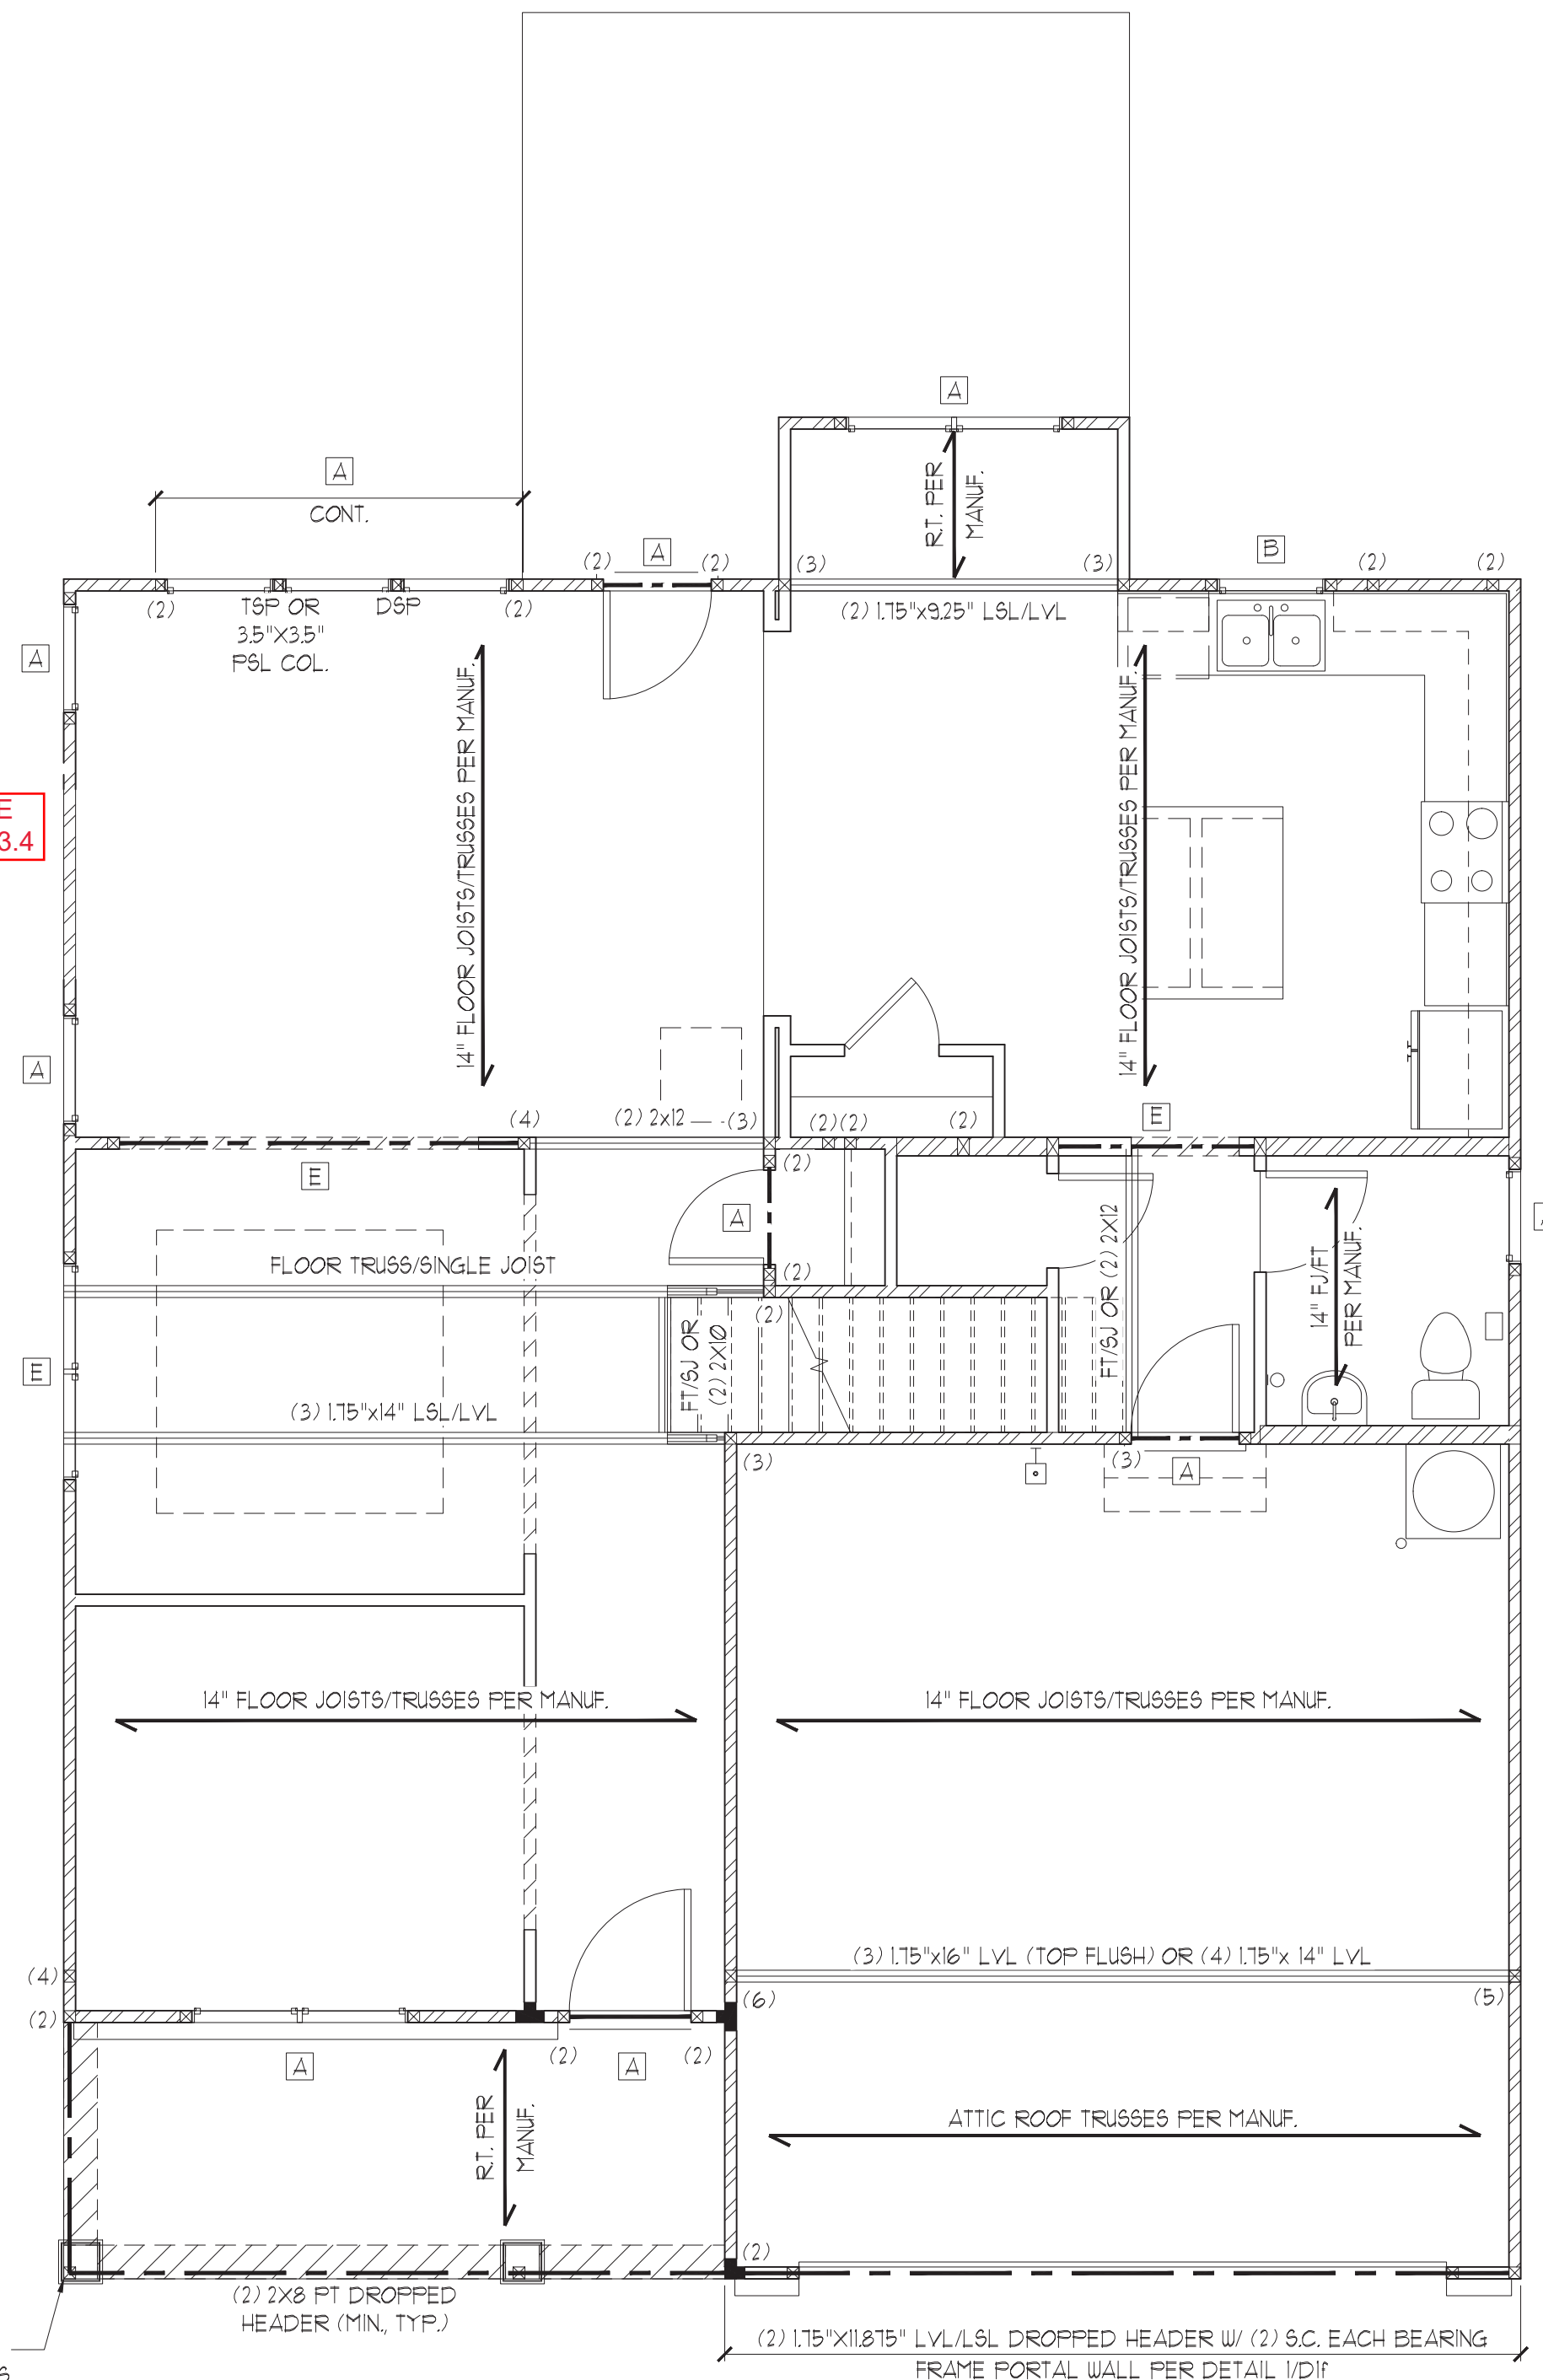 A
A
CONT.
R.T. PER
MANUF.
A
B
(2)
(2)
(3)
(3)
(2)
(2)
(2)
TSP OR
3.5"X3.5"
PSL COL.
DSP
(2)
(2) 1.75"x9.25" LSL/LVL
A
14" FLOOR JOISTS/TRUSSES PER MANUF.
14" FLOOR JOISTS/TRUSSES PER MANUF.
E
3.4
A
(4)
(2) 2x12
(3)
(2)
(2)
(2)
E
E
(2)
A
FLOOR TRUSS/SINGLE JOIST
(2)
(2)
FT/SJ OR
(2) 2X10
FT/SJ OR (2) 2X12
14" FJ/FT
PER MANUF.
E
(3) 1.75"x14" LSL/LVL
(3)
(3)
A
14" FLOOR JOISTS/TRUSSES PER MANUF.
14" FLOOR JOISTS/TRUSSES PER MANUF.
(3) 1.75"x16" LVL (TOP FLUSH) OR (4) 1.75"x 14" LVL
(4)
(6)
(5)
(2)
(2)
(2)
A
A
R.T. PER
MANUF.
ATTIC ROOF TRUSSES PER MANUF.
(2)
(2) 2X8 PT DROPPED
HEADER (MIN., TYP.)
(2) 1.75"X11.875" LVL/LSL DROPPED HEADER W/ (2) S.C. EACH BEARING
FRAME PORTAL WALL PER DETAIL 1/D1f